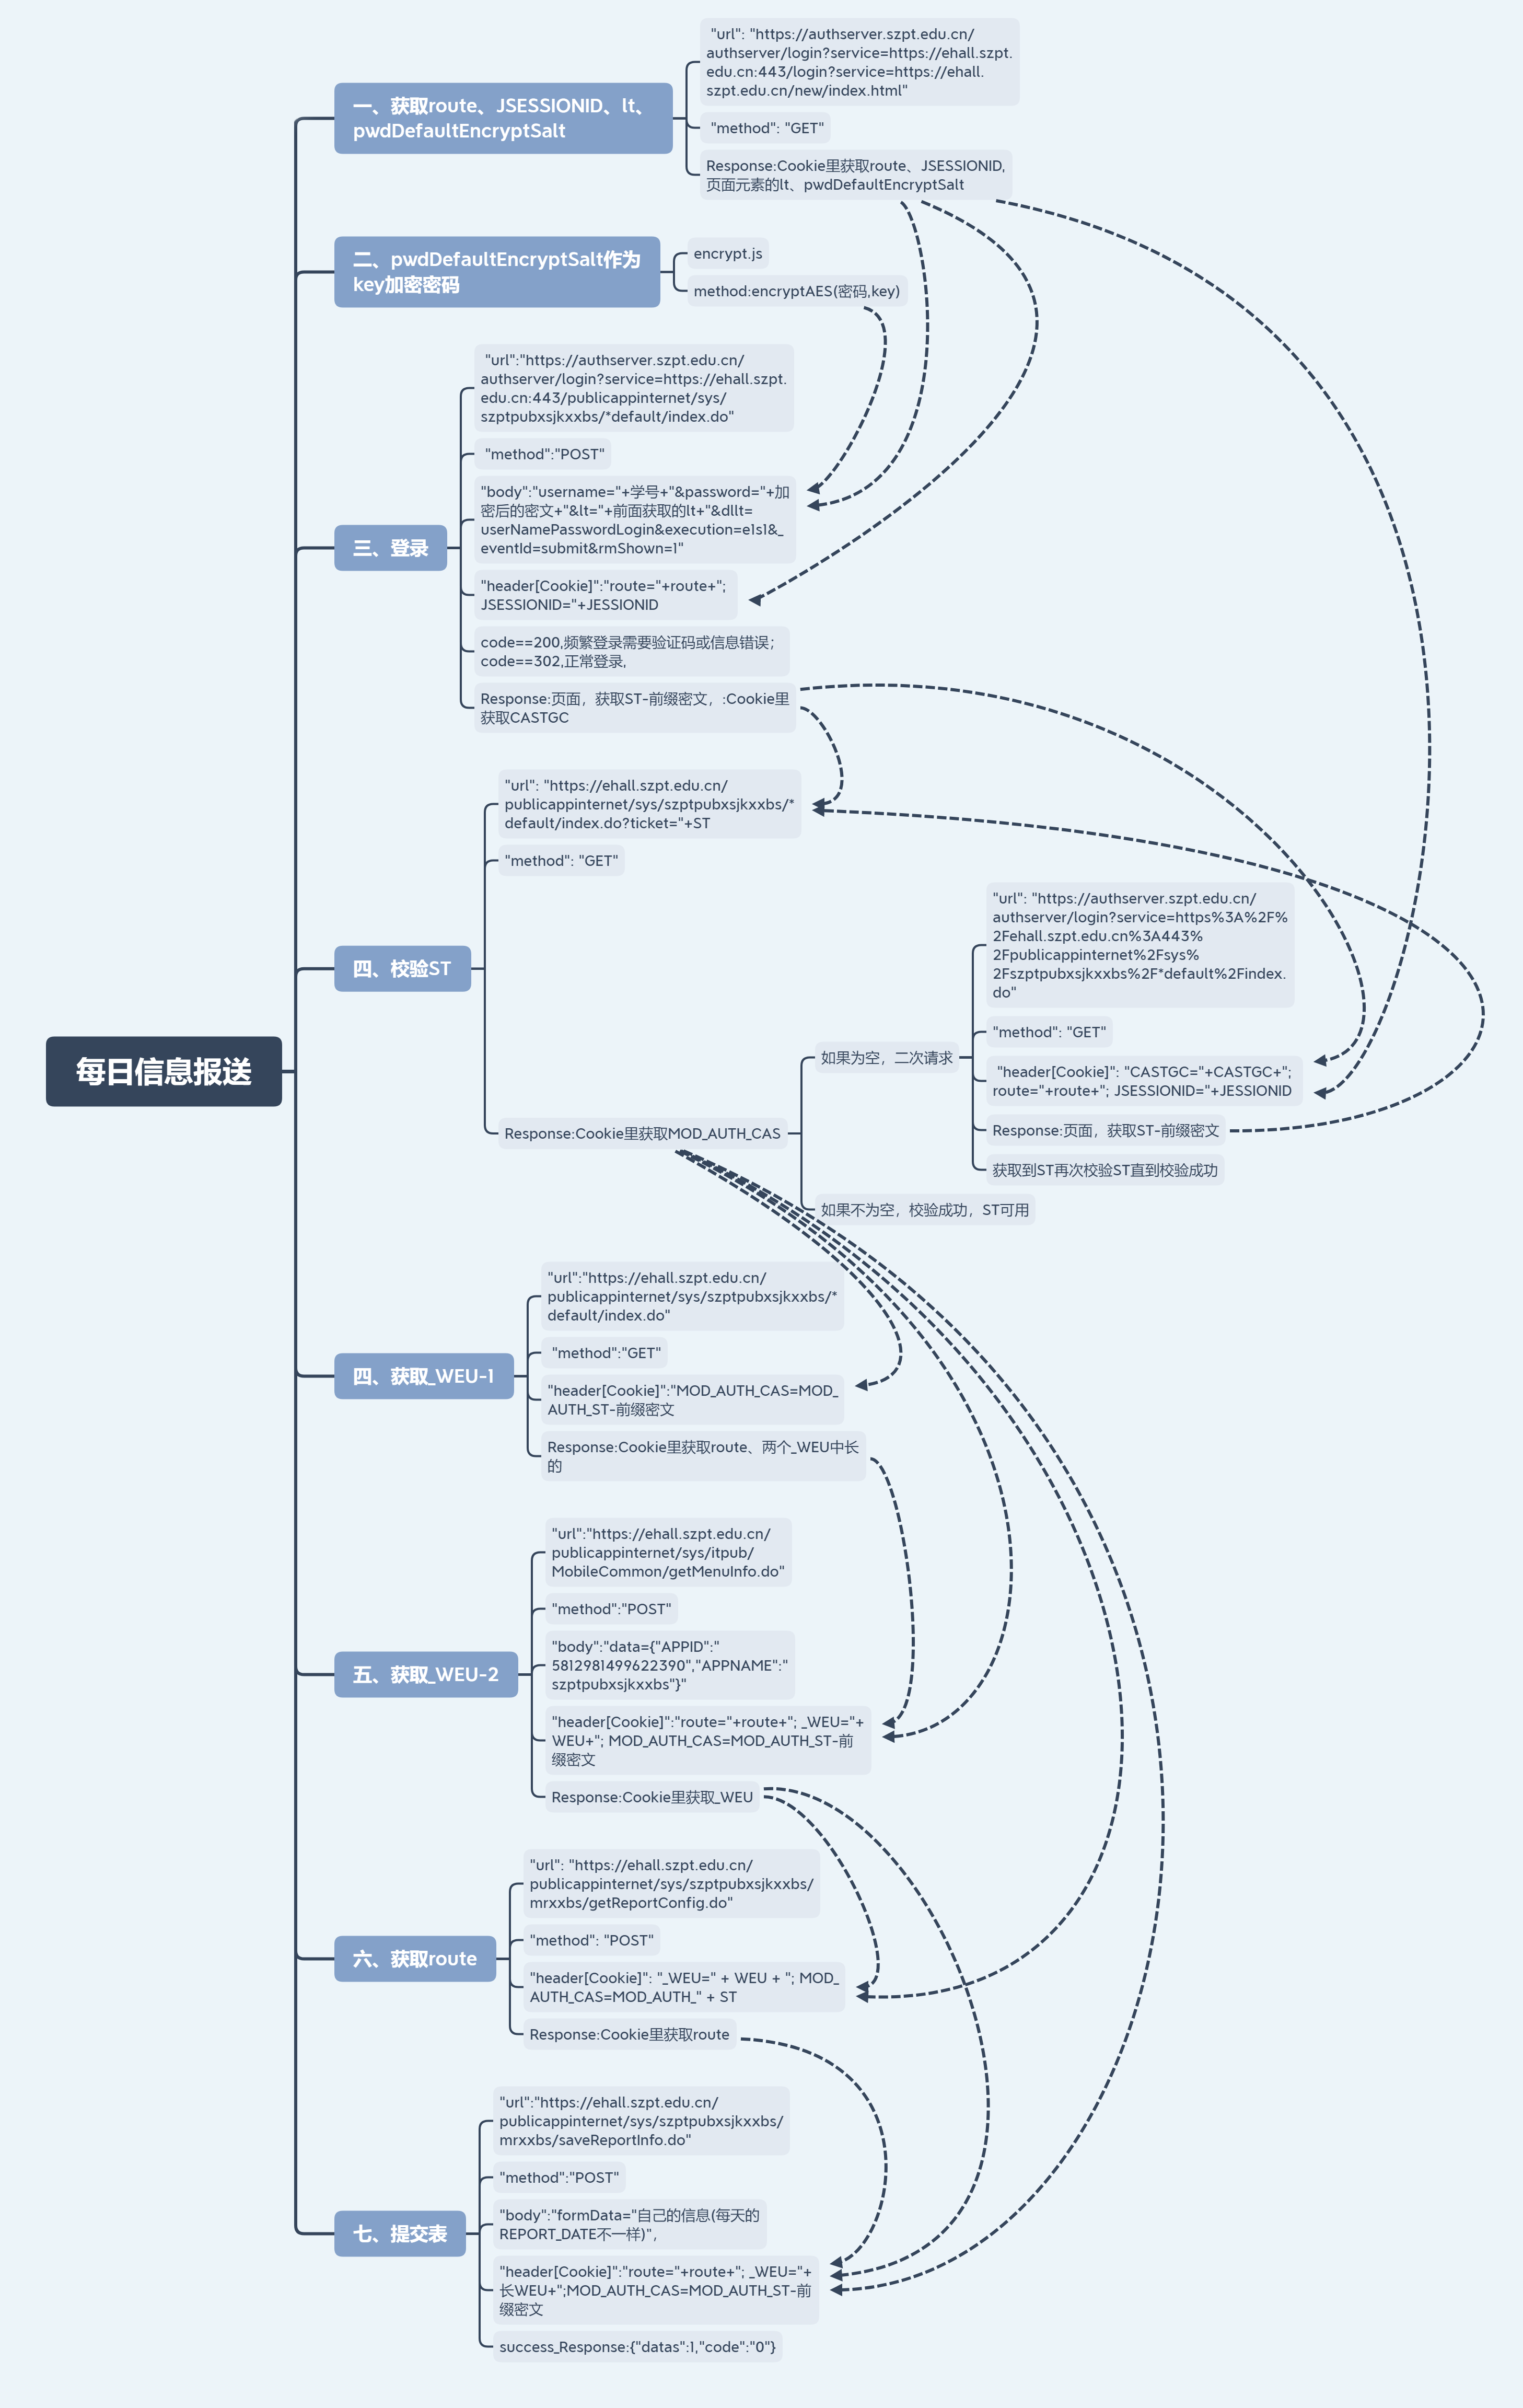 每日信息报送
一、获取route、JSESSIONID、lt、
pwdDefaultEncryptSalt
"url": "https://authserver.szpt.edu.cn/
authserver/login?service=https://ehall.szpt.
edu.cn:443/login?service=https://ehall.
szpt.edu.cn/new/index.html"
"method": "GET"
Response:Cookie里获取route、JSESSIONID,
页面元素的lt、pwdDefaultEncryptSalt
二、pwdDefaultEncryptSalt作为
key加密密码
encrypt.js
method:encryptAES(密码,key)
三、登录
"url":"https://authserver.szpt.edu.cn/
authserver/login?service=https://ehall.szpt.
edu.cn:443/publicappinternet/sys/
szptpubxsjkxxbs/*default/index.do"
"method":"POST"
"body":"username="+学号+"&password="+加
密后的密文+"&lt="+前面获取的lt+"&dllt=
userNamePasswordLogin&execution=e1s1&_
eventId=submit&rmShown=1"
"header[Cookie]":"route="+route+";
JSESSIONID="+JESSIONID
code==200,频繁登录需要验证码或信息错误；
code==302,正常登录,
Response:页面，获取ST-前缀密文，:Cookie里
获取CASTGC
四、校验ST
"url": "https://ehall.szpt.edu.cn/
publicappinternet/sys/szptpubxsjkxxbs/*
default/index.do?ticket="+ST
"method": "GET"
Response:Cookie里获取MOD_AUTH_CAS
如果为空，二次请求
"url": "https://authserver.szpt.edu.cn/
authserver/login?service=https%3A%2F%
2Fehall.szpt.edu.cn%3A443%
2Fpublicappinternet%2Fsys%
2Fszptpubxsjkxxbs%2F*default%2Findex.
do"
"method": "GET"
"header[Cookie]": "CASTGC="+CASTGC+";
route="+route+"; JSESSIONID="+JESSIONID
Response:页面，获取ST-前缀密文
获取到ST再次校验ST直到校验成功
如果不为空，校验成功，ST可用
四、获取_WEU-1
"url":"https://ehall.szpt.edu.cn/
publicappinternet/sys/szptpubxsjkxxbs/*
default/index.do"
"method":"GET"
"header[Cookie]":"MOD_AUTH_CAS=MOD_
AUTH_ST-前缀密文
Response:Cookie里获取route、两个_WEU中长
的
五、获取_WEU-2
"url":"https://ehall.szpt.edu.cn/
publicappinternet/sys/itpub/
MobileCommon/getMenuInfo.do"
"method":"POST"
"body":"data={"APPID":"
5812981499622390","APPNAME":"
szptpubxsjkxxbs"}"
"header[Cookie]":"route="+route+"; _WEU="+
WEU+"; MOD_AUTH_CAS=MOD_AUTH_ST-前
缀密文
Response:Cookie里获取_WEU
六、获取route
"url": "https://ehall.szpt.edu.cn/
publicappinternet/sys/szptpubxsjkxxbs/
mrxxbs/getReportConfig.do"
"method": "POST"
"header[Cookie]": "_WEU=" + WEU + "; MOD_
AUTH_CAS=MOD_AUTH_" + ST
Response:Cookie里获取route
七、提交表
"url":"https://ehall.szpt.edu.cn/
publicappinternet/sys/szptpubxsjkxxbs/
mrxxbs/saveReportInfo.do"
"method":"POST"
"body":"formData="自己的信息(每天的
REPORT_DATE不一样)",
"header[Cookie]":"route="+route+"; _WEU="+
长WEU+";MOD_AUTH_CAS=MOD_AUTH_ST-前
缀密文
success_Response:{"datas":1,"code":"0"}